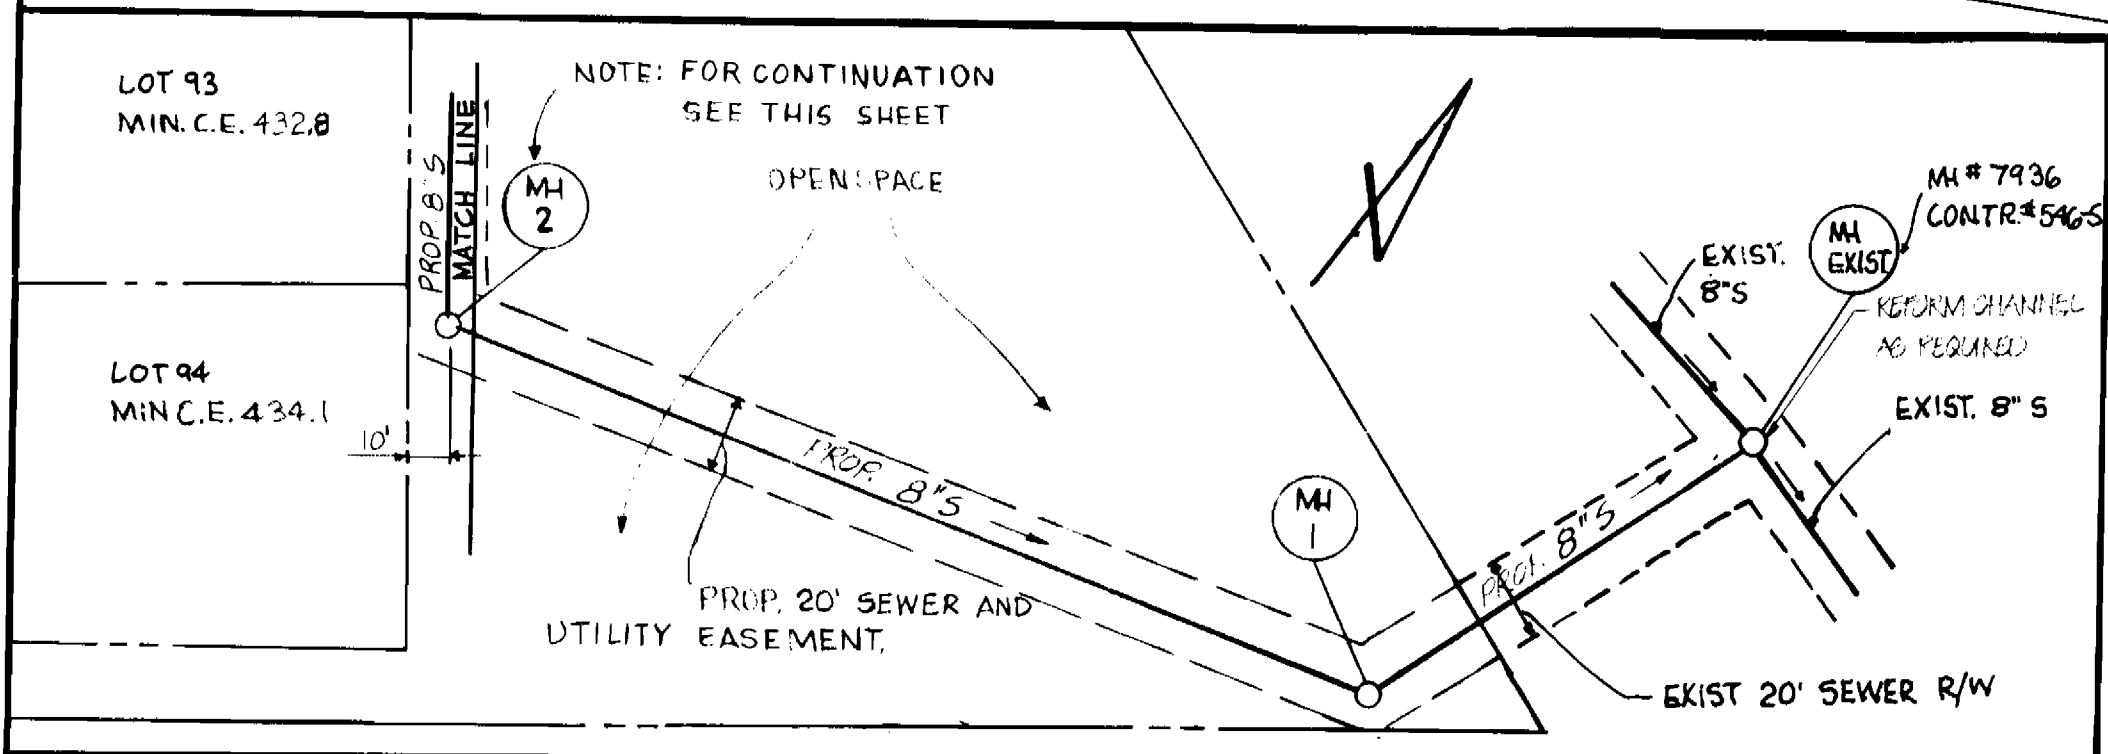 LOT 93
MIN. C.E. 432.8
PROP. 8" S
MATCH LINE
NOTE: FOR CONTINUATION
SEE THIS SHEET
MH
2
OPEN SPACE
N
MH # 7936
CONTR. # 546-S
MH
EXIST
EXIST.
8" S
REFORM CHANNEL
AS REQUIRED
EXIST. 8" S
LOT 94
MIN C.E. 434.1
10'
PROP. 8" S
MH
1
PROP. 8" S
PROP. 20' SEWER AND
UTILITY EASEMENT.
EXIST 20' SEWER R/W